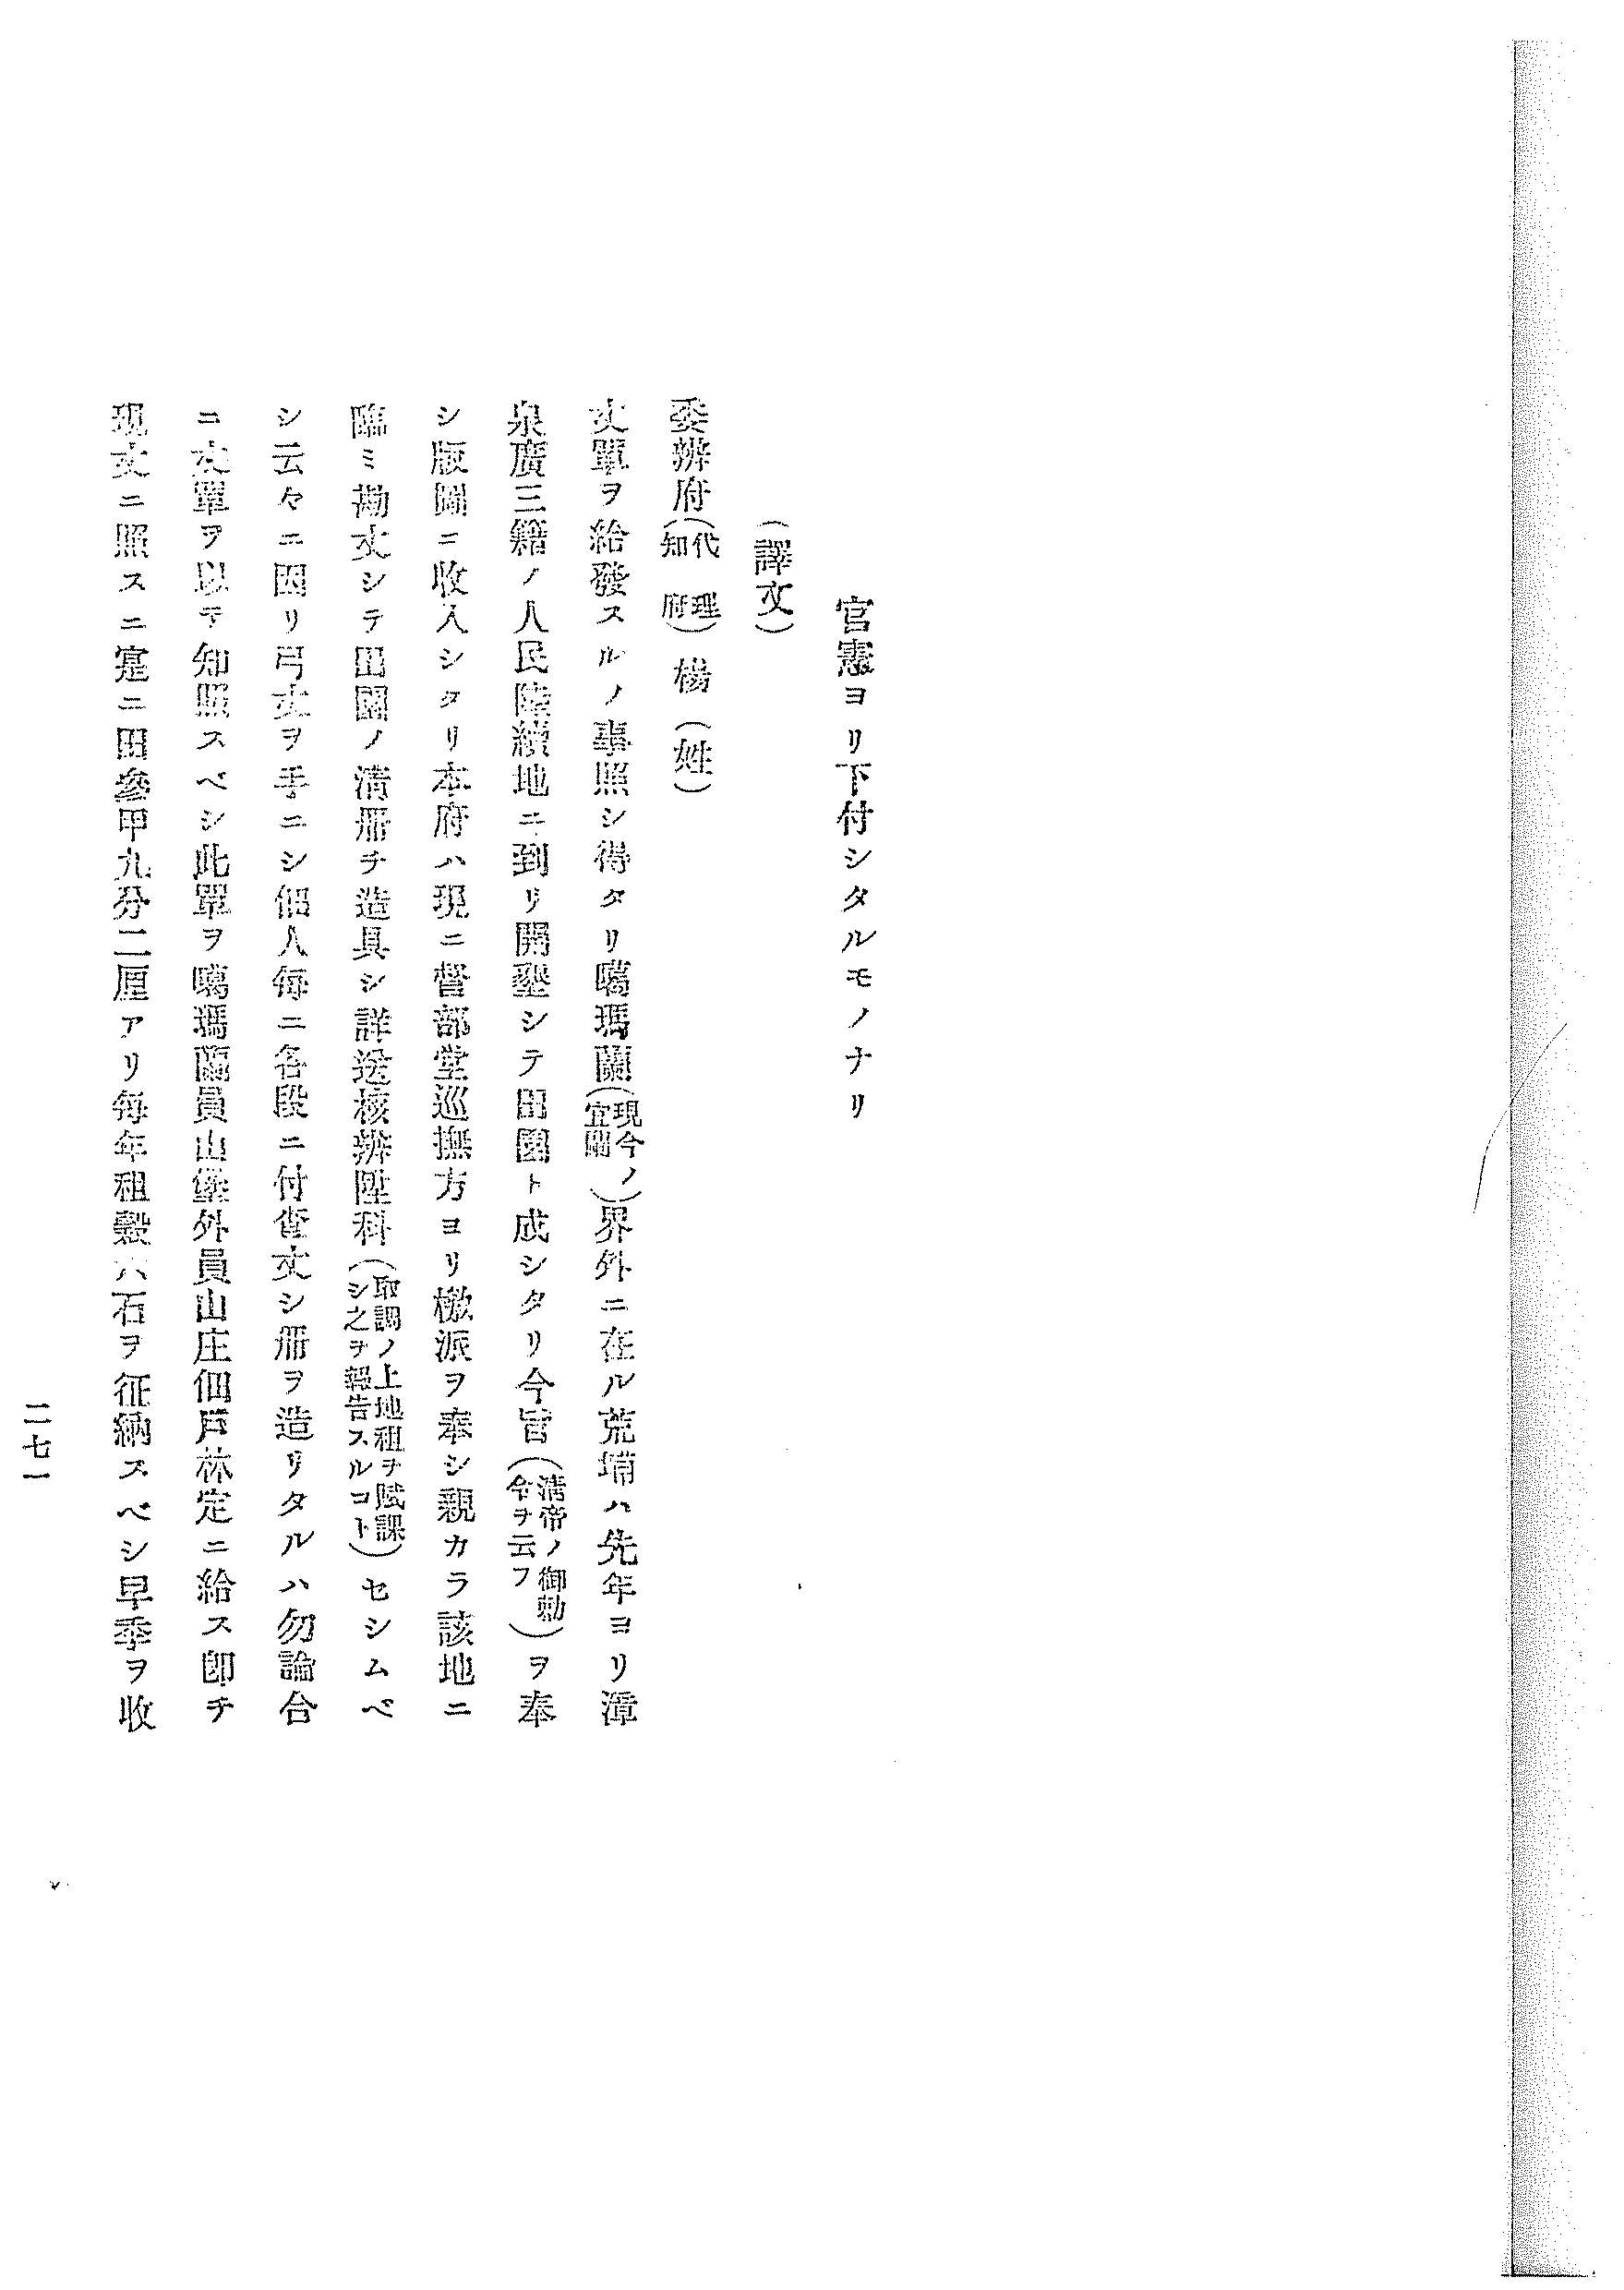 官憲ヨリ下付シタルモノナリ
(譯文)
委辨府(代理知府)楊(姓)
丈單ヲ給發スルノ事照シ得タリ噶瑪蘭(現今ノ宜蘭)界外ニ在ル荒埔ハ先年ヨリ漳
泉廣三籍ノ人民陸續地ニ到リ開墾シテ田園ト成シタリ今旨(清帝ノ御勅令ヲ云フ)ヲ奉
シ版圖ニ收入シタリ本府ハ現ニ督部堂巡撫方ヨリ檄派ヲ奉シ親カラ該地ニ
臨ミ勘丈シテ田園ノ清册チ造具シ詳送核辨陞科(取調ノ上地租ヲ賦課シ之ヲ報告スルコト)セシムベ
シ云々ニ因リ弓丈ヲ手ニシ佃人毎ニ各段ニ付查丈シ册ヲ造リタルハ勿論合
ニ丈單ヲ以テ知照スベシ此單ヲ噶瑪蘭員山堡外員山庄佃戸林定ニ給ス卽チ
現丈ニ照スニ寔ニ田參甲九分二厘アリ毎年租穀六石ヲ征納スベシ早季ヲ收
二七一